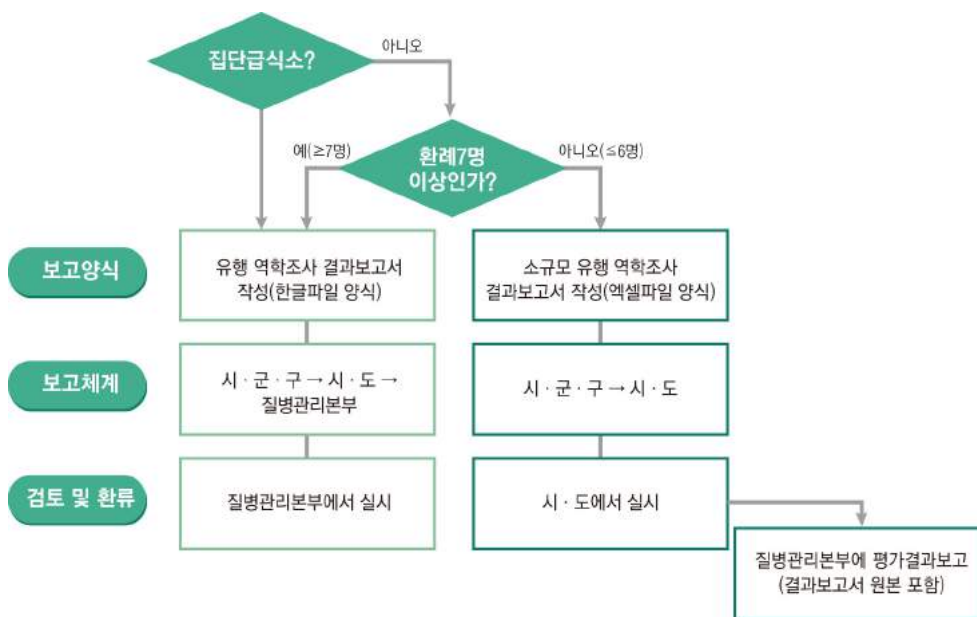 집단급식소?
아니오
예(≥7명)
환례7명
이상인가?
아니오(≤6명)
보고양식
유행 역학조사 결과보고서
작성(한글파일 양식)
소규모 유행 역학조사
결과보고서 작성(엑셀파일 양식)
보고체계
시 · 군 · 구 → 시 · 도 →
질병관리본부
시 · 군 · 구 → 시 · 도
검토 및 환류
질병관리본부에서 실시
시 · 도에서 실시
질병관리본부에 평가결과보고
(결과보고서 원본 포함)